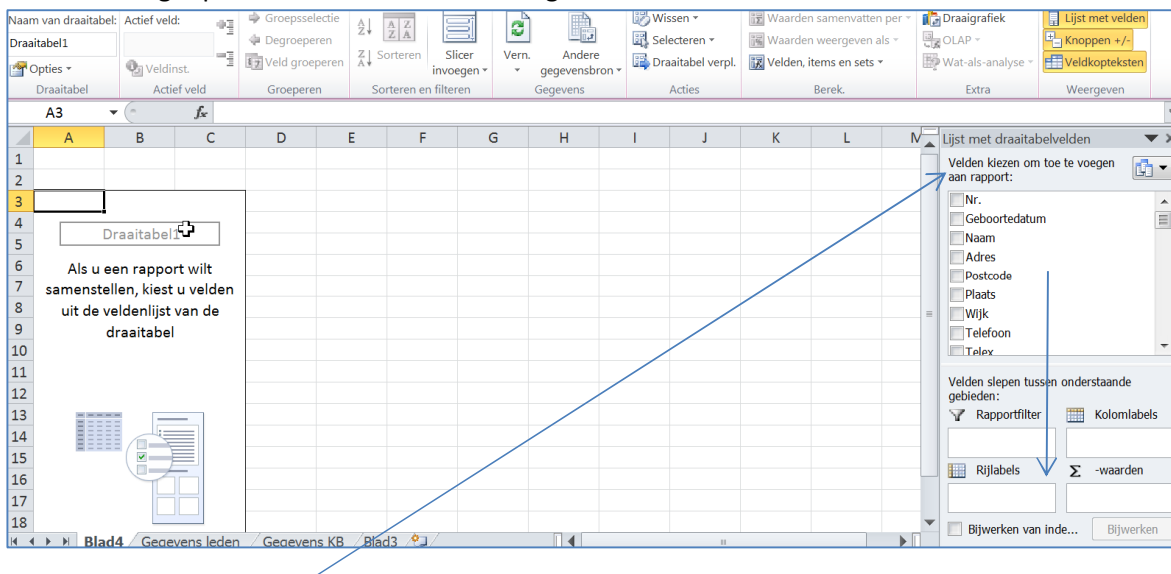 Naam van draaitabel: Actief veld: Groepsselectie Wissen Waarden samenvatten per Draaigrafiek Lijst met velden
Draaitabel1 Degroeperen Sorteren Slicer invoegen Vern. Andere gegevensbron Selecteren Waarden weergeven als OLAP Knoppen +/-
Opties Veldinst. Veld groeperen Draaitabel verpl. Velden, items en sets Wat-als-analyse Veldkopteksten
Draaitabel Actief veld Groeperen Sorteren en filteren Gegevens Acties Berek. Extra Weergeven
A3 fx
A B C D E F G H I J K L M
1
2
3
4
5
6
7
8
9
10
11
12
13
14
15
16
17
18
Draaitabel1
Als u een rapport wilt
samenstellen, kiest u velden
uit de veldenlijst van de
draaitabel
Lijst met draaitabelvelden
Velden kiezen om toe te voegen
aan rapport:
Nr.
Geboortedatum
Naam
Adres
Postcode
Plaats
Wijk
Telefoon
Telex
Velden slepen tussen onderstaande
gebieden:
Rapportfilter Kolomlabels
Rijlabels Σ -waarden
Bijwerken van inde... Bijwerken
Blad4 Gegevens leden Gegevens KB Blad3